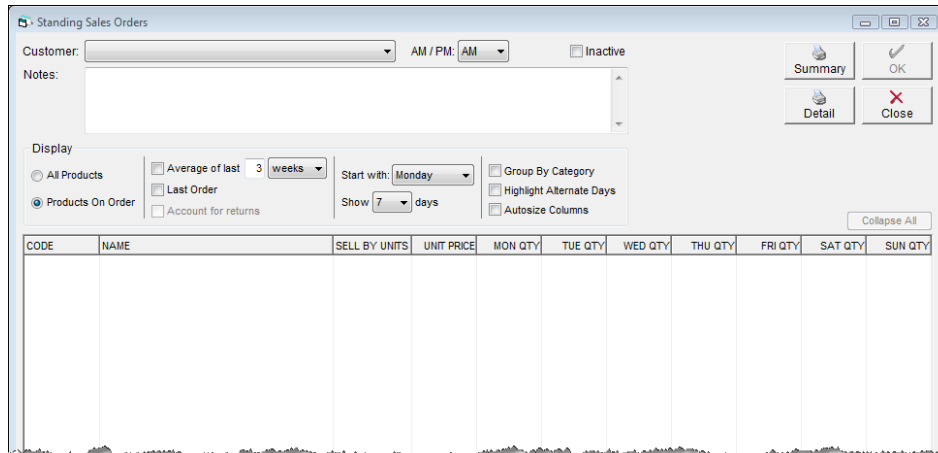 Standing Sales Orders
Customer: AM / PM: AM Inactive
Summary OK
Notes:
Detail Close
Display
All Products Average of last 3 weeks Start with: Monday Group By Category
Last Order Highlight Alternate Days
Products On Order Show 7 days
Account for returns Autosize Columns
Collapse All
CODE NAME SELL BY UNITS UNIT PRICE MON QTY TUE QTY WED QTY THU QTY FRI QTY SAT QTY SUN QTY